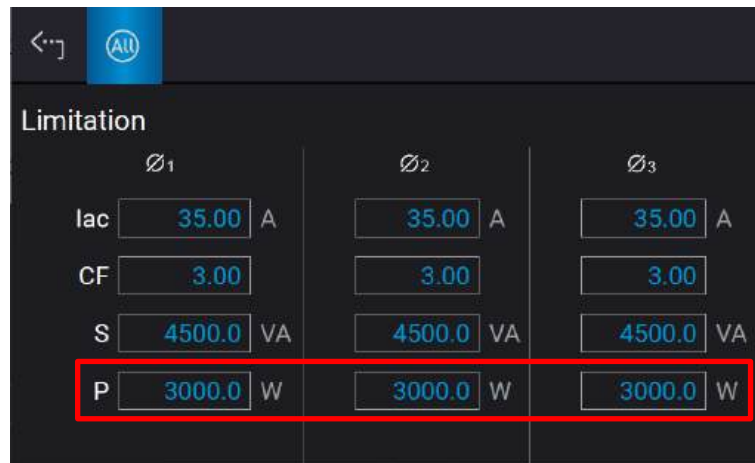 All
Limitation
Ø1 Ø2 Ø3
Iac 35.00 A 35.00 A 35.00 A
CF 3.00 3.00 3.00
S 4500.0 VA 4500.0 VA 4500.0 VA
P 3000.0 W 3000.0 W 3000.0 W